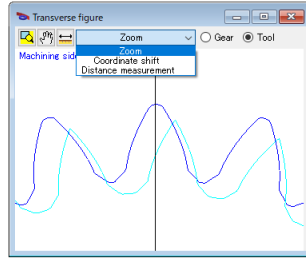 Transverse figure
Zoom
Gear
Tool
Machining side
Zoom
Coordinate shift
Distance measurement